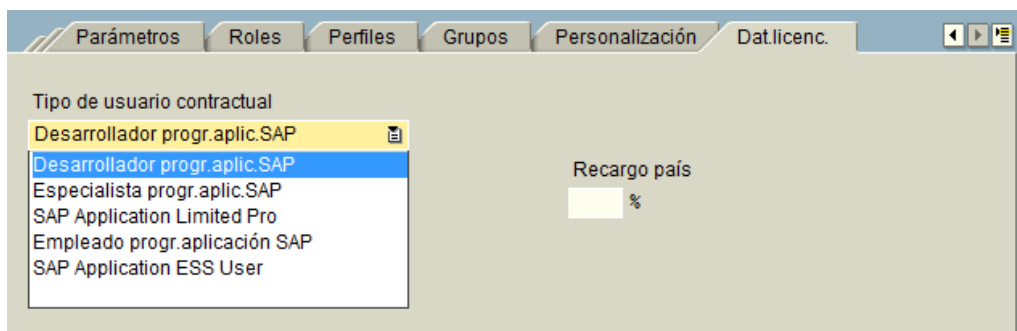 Parámetros Roles Perfiles Grupos Personalización Dat.licenc.
Tipo de usuario contractual
Desarrollador progr.aplic.SAP
Desarrollador progr.aplic.SAP
Especialista progr.aplic.SAP
SAP Application Limited Pro
Empleado progr.aplicación SAP
SAP Application ESS User
Recargo país
%